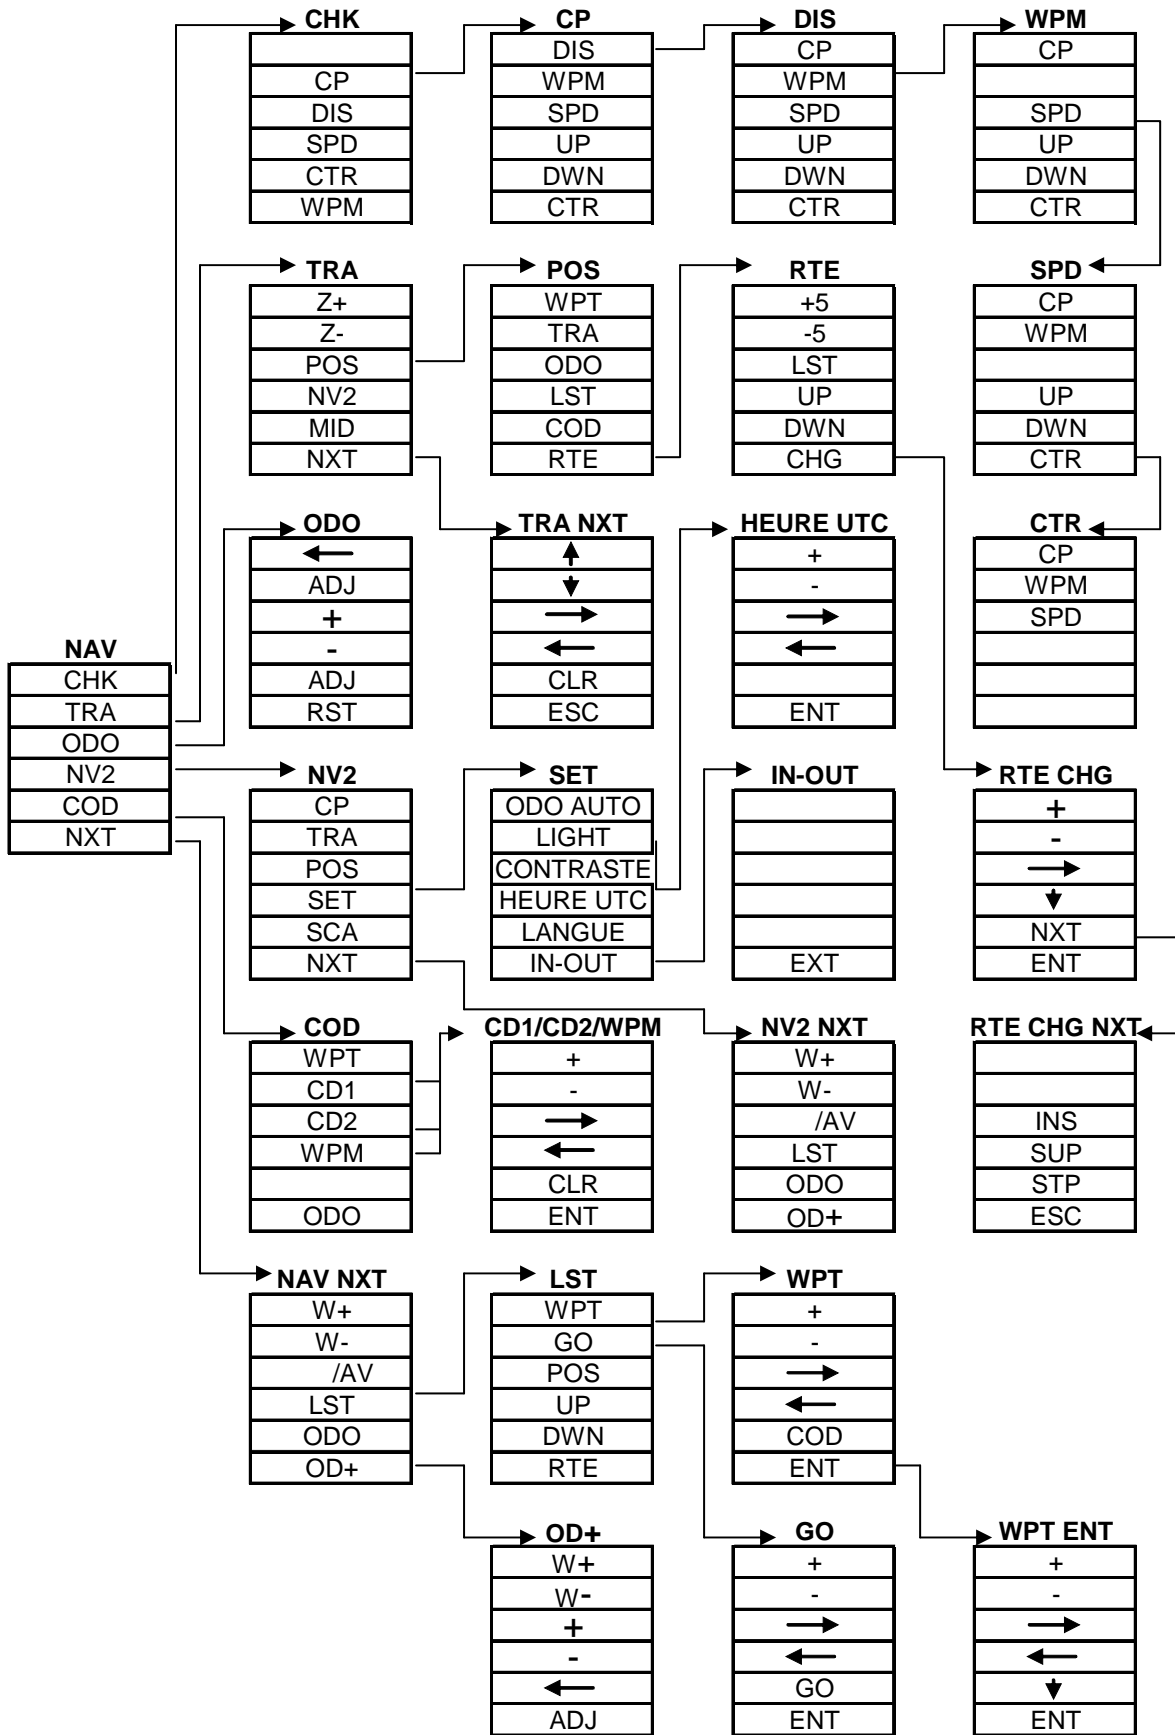 CHK
CP
DIS
SPD
CTR
WPM
CP
DIS
WPM
SPD
UP
DWN
CTR
DIS
CP
WPM
SPD
UP
DWN
CTR
WPM
CP
SPD
UP
DWN
CTR
TRA
Z+
Z-
POS
NV2
MID
NXT
POS
WPT
TRA
ODO
LST
COD
RTE
RTE
+5
-5
LST
UP
DWN
CHG
SPD
CP
WPM
UP
DWN
CTR
ODO
←
ADJ
+
-
ADJ
RST
TRA NXT
↑
↓
→
←
CLR
ESC
HEURE UTC
+
-
→
←
ENT
CTR
CP
WPM
SPD
NAV
CHK
TRA
ODO
NV2
COD
NXT
NV2
CP
TRA
POS
SET
SCA
NXT
SET
ODO AUTO
LIGHT
CONTRASTE
HEURE UTC
LANGUE
IN-OUT
IN-OUT
EXT
RTE CHG
+
-
→
↓
NXT
ENT
COD
WPT
CD1
CD2
WPM
ODO
CD1/CD2/WPM
+
-
→
←
CLR
ENT
NV2 NXT
W+
W-
/AV
LST
ODO
OD+
RTE CHG NXT
INS
SUP
STP
ESC
NAV NXT
W+
W-
/AV
LST
ODO
OD+
LST
WPT
GO
POS
UP
DWN
RTE
WPT
+
-
→
←
COD
ENT
OD+
W+
W-
+
-
←
ADJ
GO
+
-
→
←
GO
ENT
WPT ENT
+
-
→
←
↓
ENT